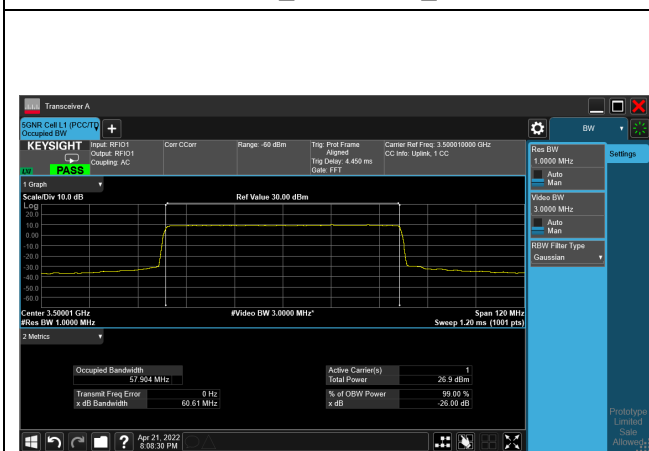 Transceiver A
5GNR Cell L1 (PCC/TD
Occupied BW
+
BW
KEYSIGHT
Input: RFIO1
Output: RFIO1
Coupling: AC
Corr CCorr
Range: -60 dBm
Trig: Prot Frame
Aligned
Trig Delay: 4.450 ms
Gate: FFT
Carrier Ref Freq: 3.500010000 GHz
CC Info: Uplink, 1 CC
PASS
Res BW
1.0000 MHz
Auto
Man
Settings
Video BW
3.0000 MHz
Auto
Man
RBW Filter Type
Gaussian
1 Graph
Scale/Div 10.0 dB
Ref Value 30.00 dBm
Log
20.0
10.0
0.00
-10.0
-20.0
-30.0
-40.0
-50.0
-60.0
Center 3.50001 GHz
#Video BW 3.0000 MHz*
Span 120 MHz
#Res BW 1.0000 MHz
Sweep 1.20 ms (1001 pts)
2 Metrics
Occupied Bandwidth
57.904 MHz
Active Carrier(s) 1
Total Power 26.9 dBm
Transmit Freq Error 0 Hz
x dB Bandwidth 60.61 MHz
% of OBW Power 99.00 %
x dB -26.00 dB
Prototype
Limited
Sale
Allowed
?
Apr 21, 2022
8:08:30 PM